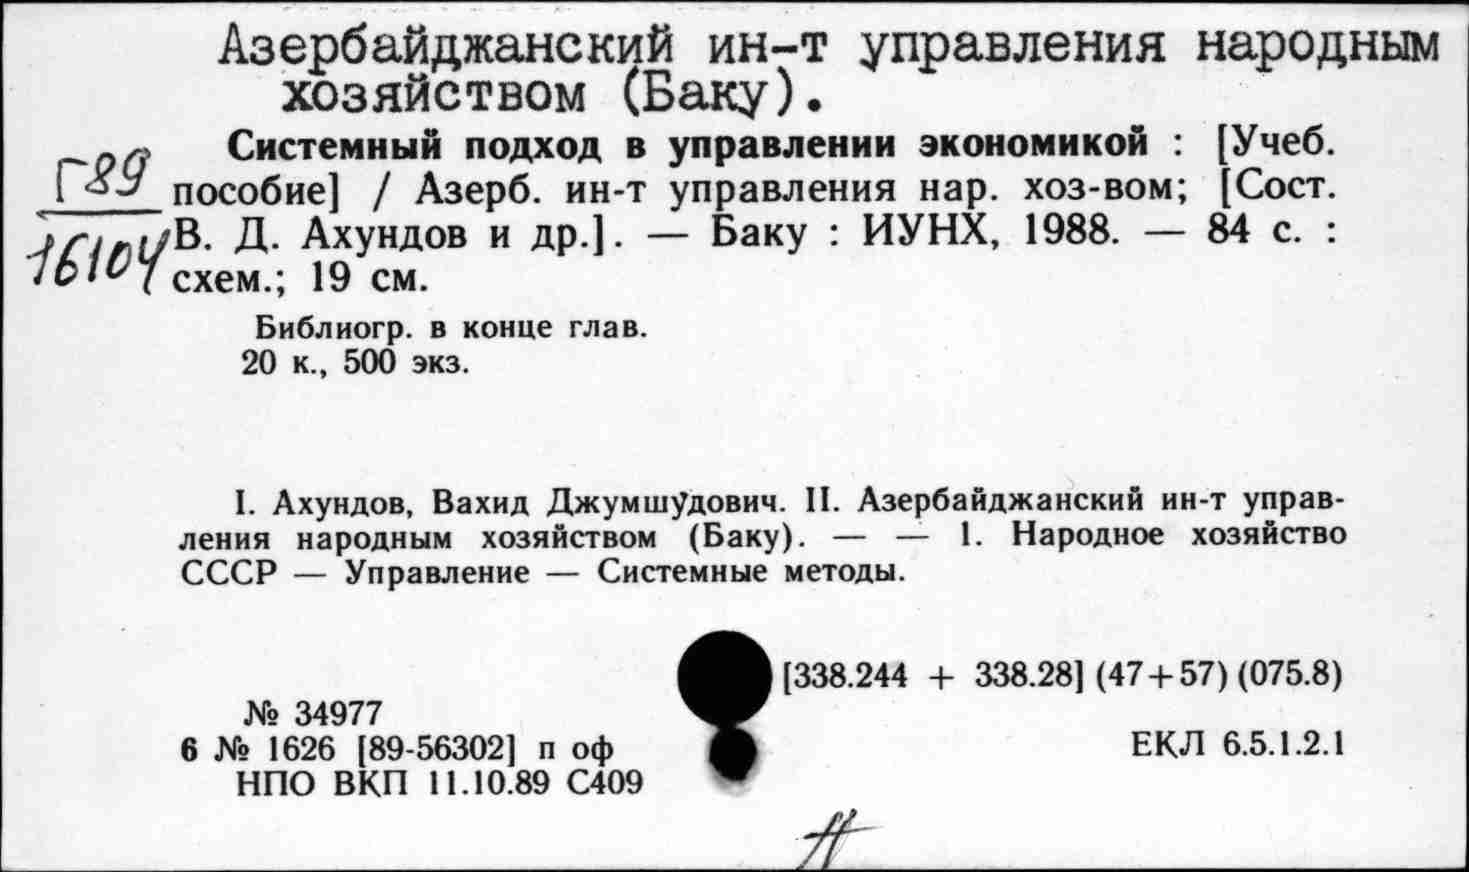 Азербайджанский ин-т управления народным
хозяйством (Баку).
Г89
16104
Системный подход в управлении экономикой : [Учеб.
пособие] / Азерб. ин-т управления нар. хоз-вом; [Сост.
В. Д. Ахундов и др.]. — Баку : ИУНХ, 1988. — 84 с. :
схем.; 19 см.
Библиогр. в конце глав.
20 к., 500 экз.
I. Ахундов, Вахид Джумшудович. II. Азербайджанский ин-т управ-
ления народным хозяйством (Баку). — — 1. Народное хозяйство
СССР — Управление — Системные методы.
[338.244 + 338.28] (47+57) (075.8)
№ 34977
6 № 1626 [89-56302] п оф
ЕКЛ 6.5.1.2.1
НПО ВКП 11.10.89 С409